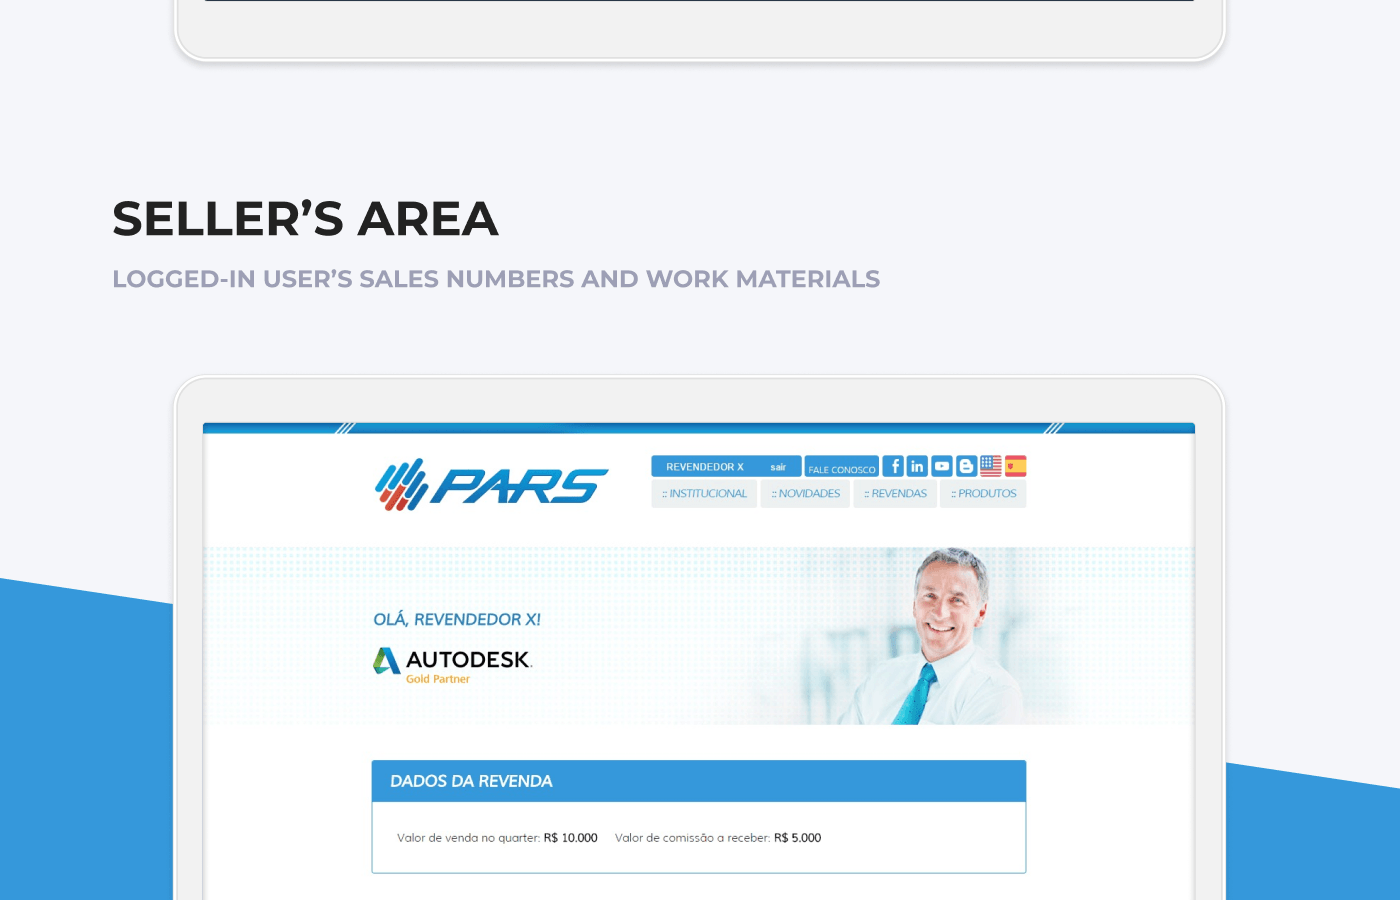 SELLER’S AREA
LOGGED-IN USER’S SALES NUMBERS AND WORK MATERIALS
PARS
REVENDEDOR X sair FALE CONOSCO
:: INSTITUCIONAL :: NOVIDADES :: REVENDAS :: PRODUTOS
OLÁ, REVENDEDOR X!
AUTODESK.
Gold Partner
DADOS DA REVENDA
Valor de venda no quarter: R$ 10.000 Valor de comissão a receber: R$ 5.000